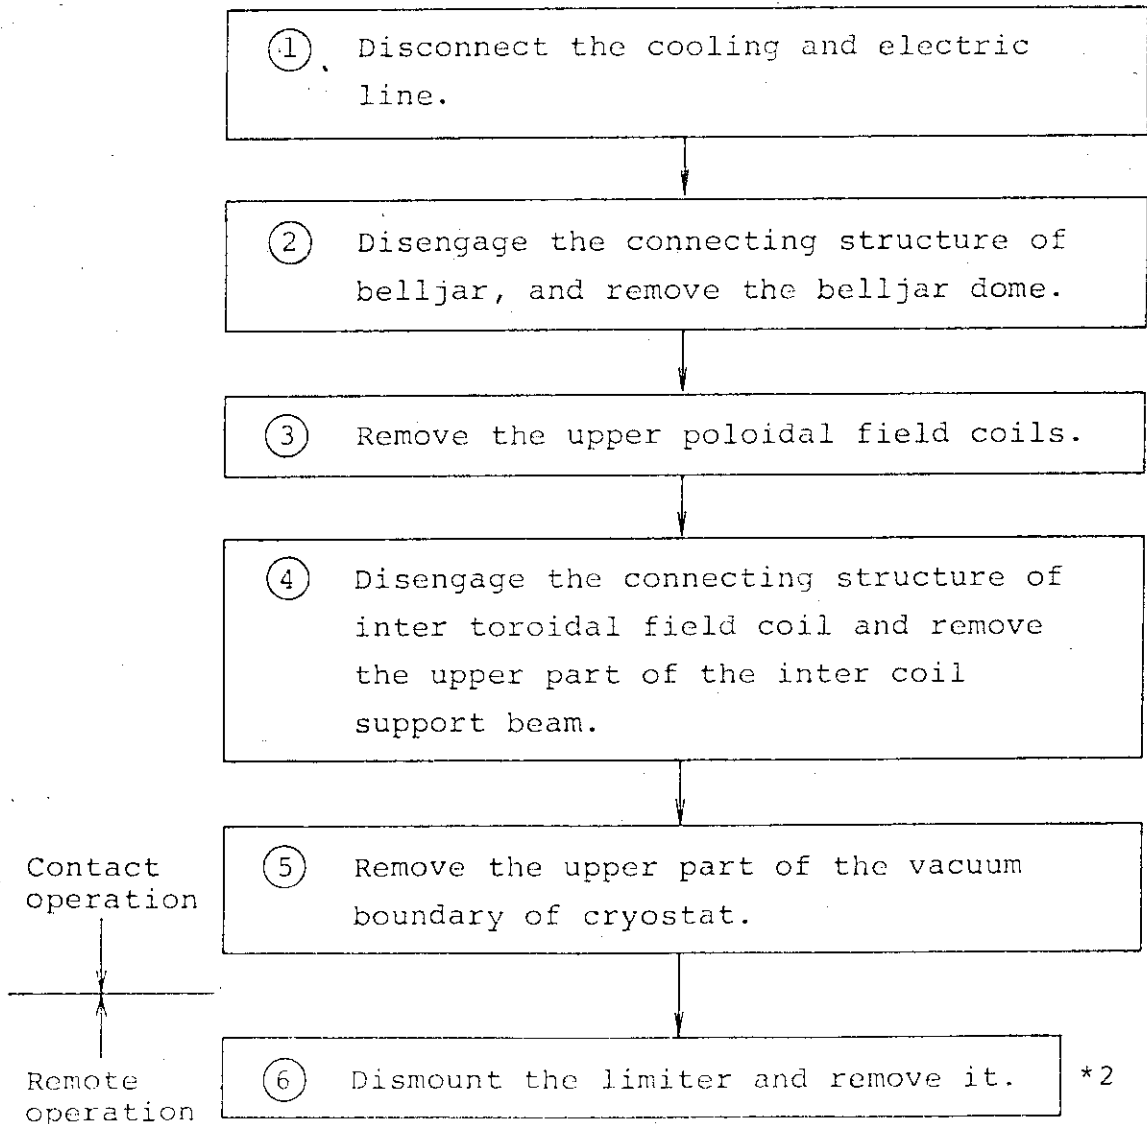 ① Disconnect the cooling and electric
line.
② Disengage the connecting structure of
belljar, and remove the belljar dome.
③ Remove the upper poloidal field coils.
④ Disengage the connecting structure of
inter toroidal field coil and remove
the upper part of the inter coil
support beam.
⑤ Remove the upper part of the vacuum
boundary of cryostat.
Contact
operation
⑥ Dismount the limiter and remove it. *2
Remote
operation